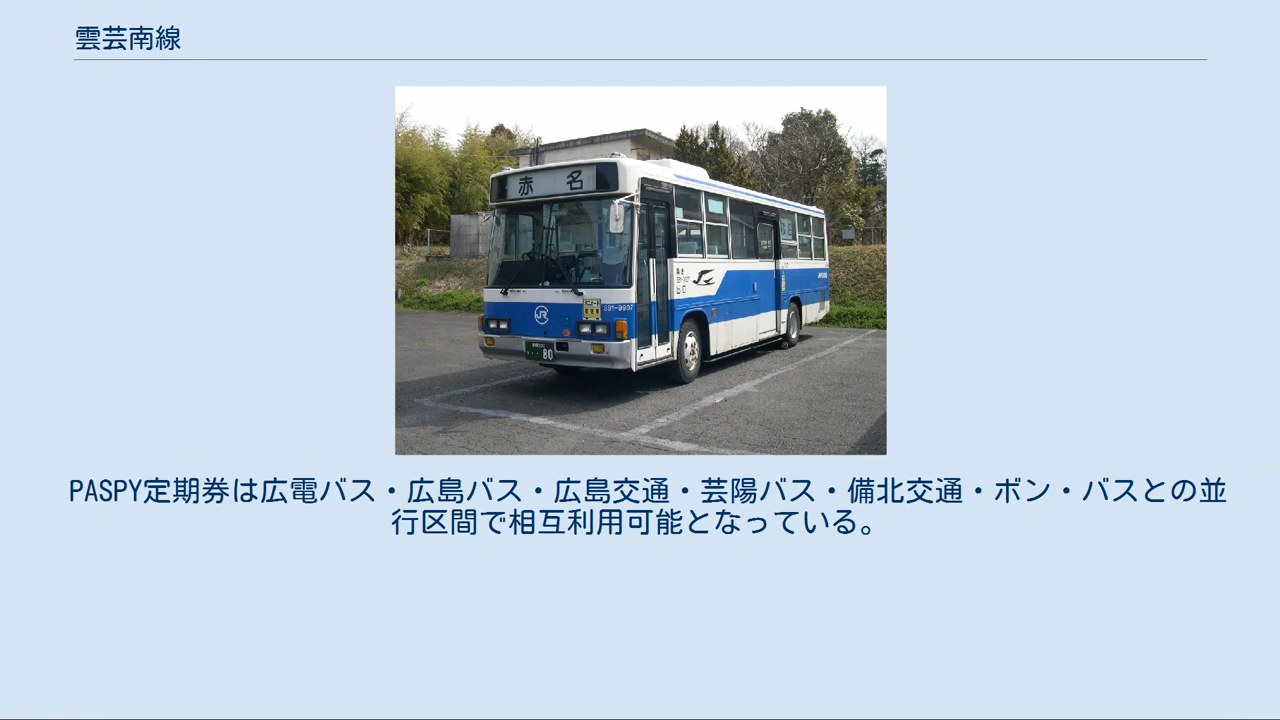 雲芸南線
赤名
331-9907
80
PASPY定期券は広電バス・広島バス・広島交通・芸陽バス・備北交通・ボン・バスとの並
行区間で相互利用可能となっている。